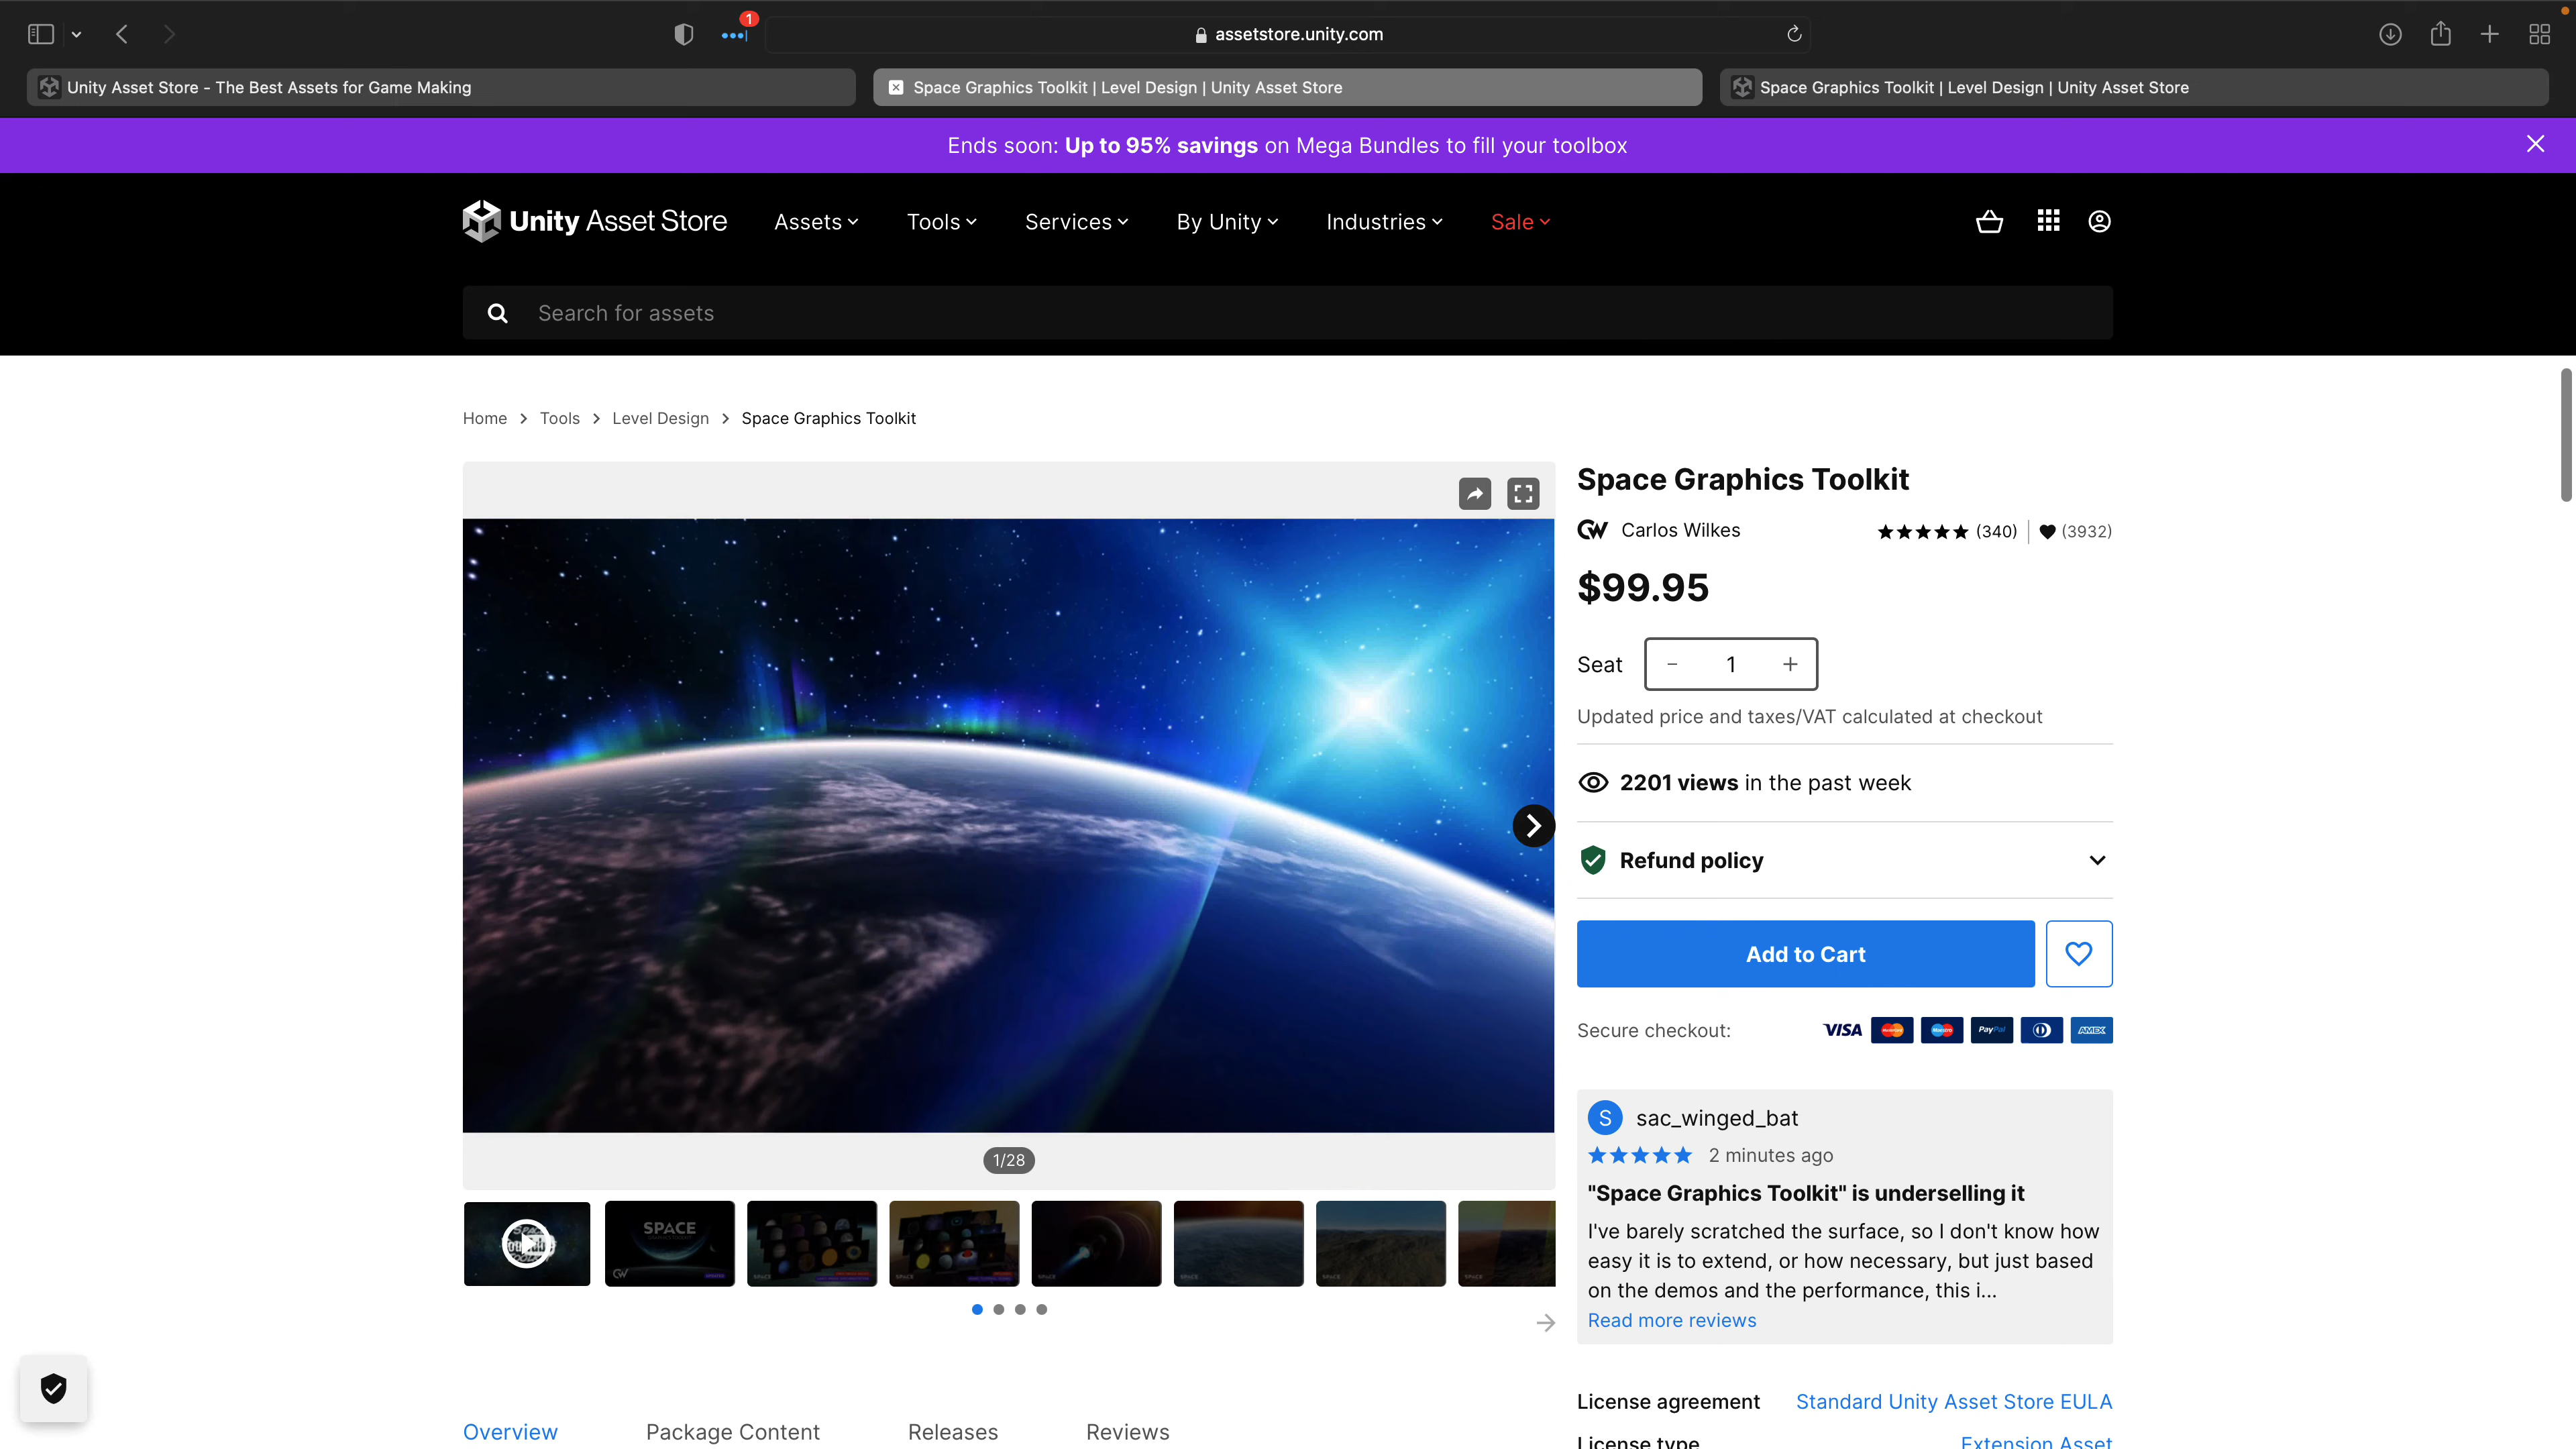 1
assetstore.unity.com
Unity Asset Store - The Best Assets for Game Making
Space Graphics Toolkit | Level Design | Unity Asset Store
Space Graphics Toolkit | Level Design | Unity Asset Store
Ends soon: Up to 95% savings on Mega Bundles to fill your toolbox
Unity Asset Store
Assets
Tools
Services
By Unity
Industries
Sale
Search for assets
Home > Tools > Level Design > Space Graphics Toolkit
Space Graphics Toolkit
Carlos Wilkes
(340)
(3932)
$99.95
Seat
- 1 +
Updated price and taxes/VAT calculated at checkout
2201 views in the past week
Refund policy
Add to Cart
Secure checkout:
VISA
PayPal
AMEX
1/28
SPACE
S
sac_winged_bat
2 minutes ago
"Space Graphics Toolkit" is underselling it
I've barely scratched the surface, so I don't know how
easy it is to extend, or how necessary, but just based
on the demos and the performance, this i...
Read more reviews
License agreement
Standard Unity Asset Store EULA
License type
Extension Asset
Overview
Package Content
Releases
Reviews